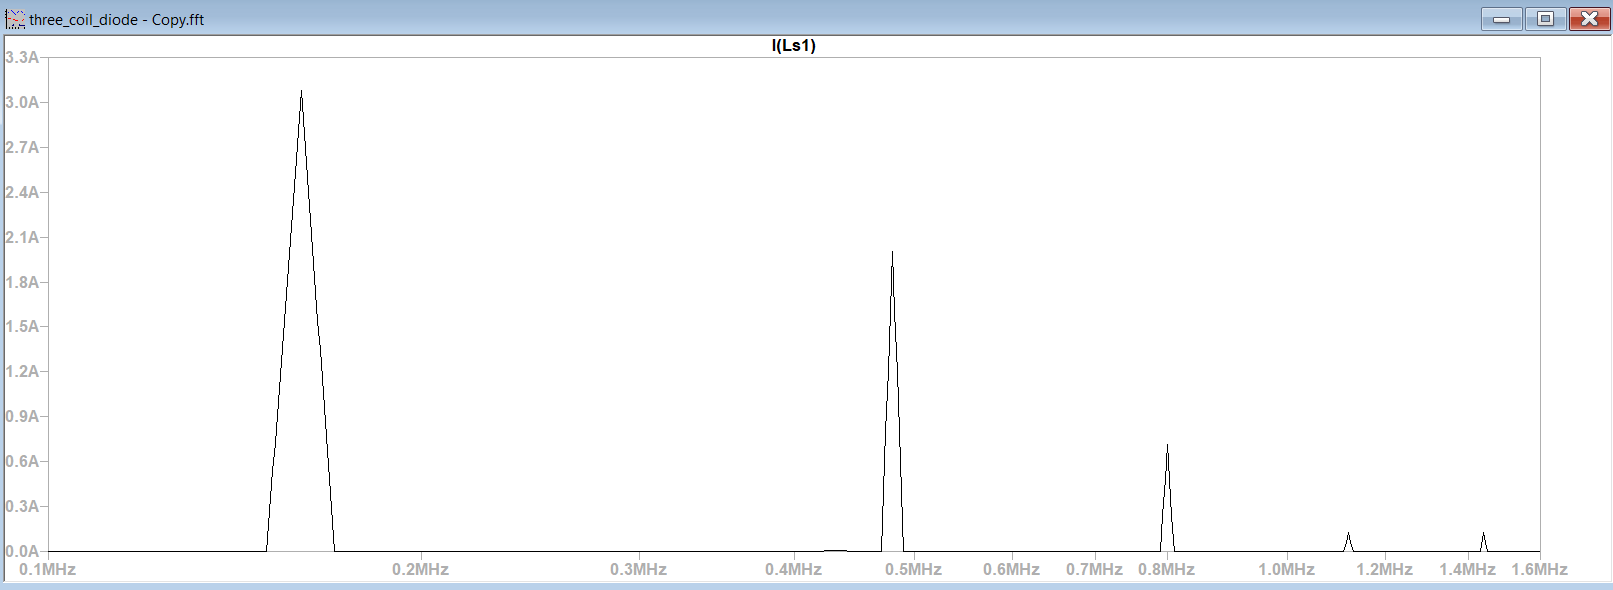 three_coil_diode - Copy.fft
I(Ls1)
3.3A
3.0A
2.7A
2.4A
2.1A
1.8A
1.5A
1.2A
0.9A
0.6A
0.3A
0.0A
0.1MHz 0.2MHz 0.3MHz 0.4MHz 0.5MHz 0.6MHz 0.7MHz 0.8MHz 1.0MHz 1.2MHz 1.4MHz 1.6MHz